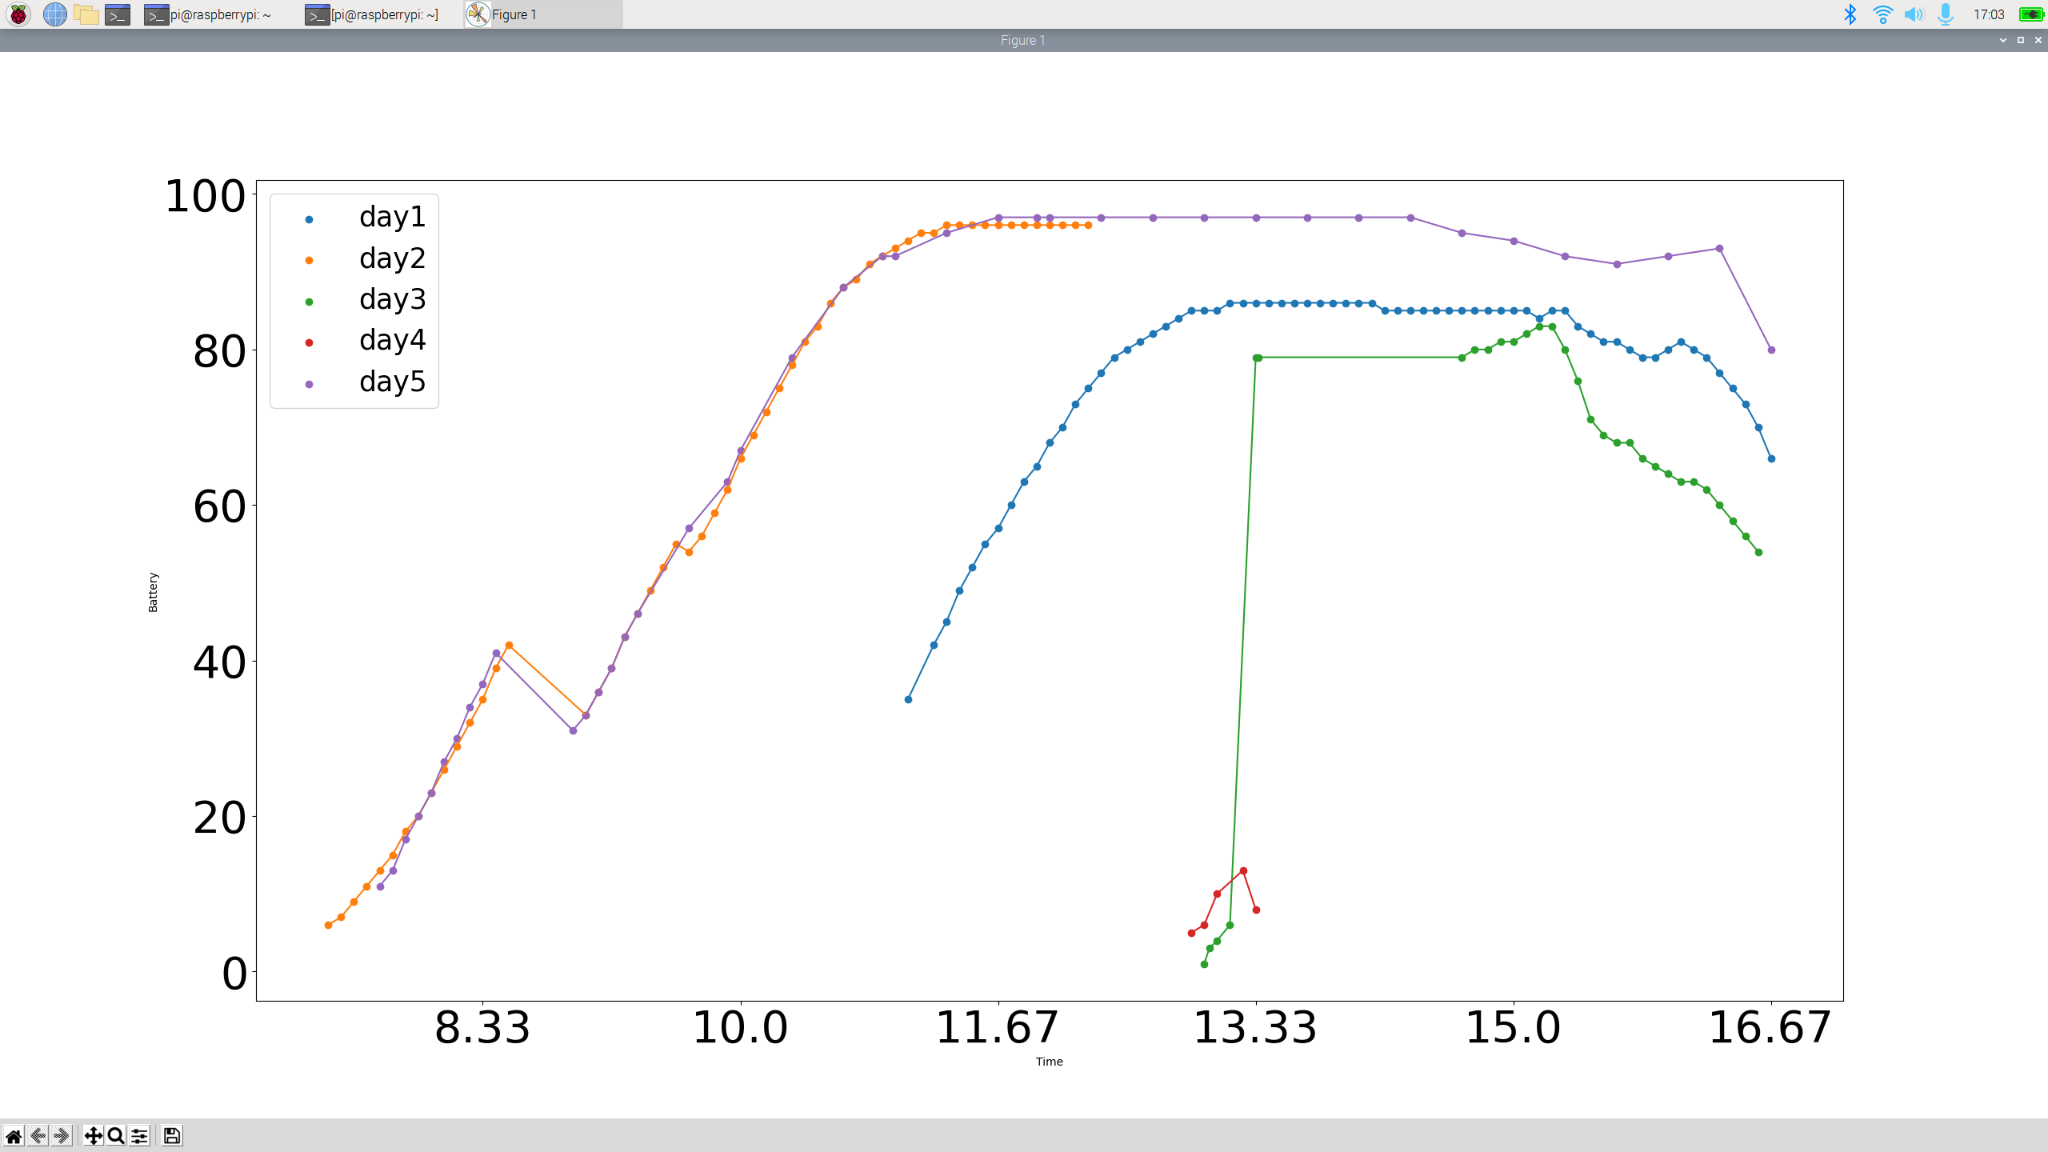 pi@raspberrypi: ~
[pi@raspberrypi: ~]
Figure 1
17:03
Figure 1
100
80
60
40
20
0
day1
day2
day3
day4
day5
Battery
8.33
10.0
11.67
13.33
15.0
16.67
Time